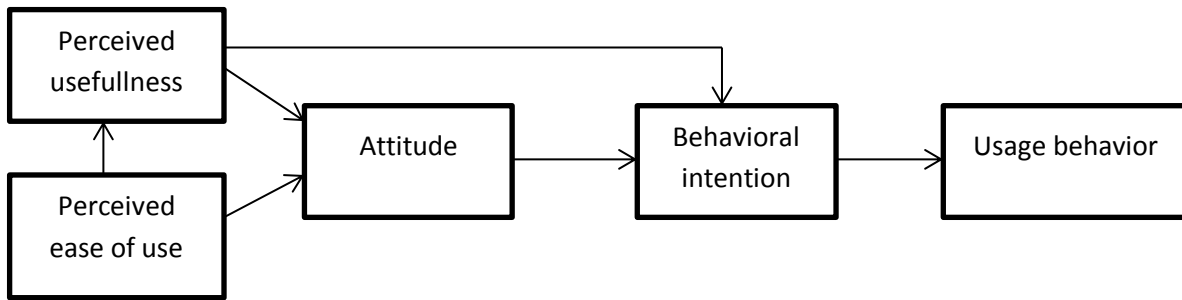 Perceived
usefullness
Perceived
ease of use
Attitude
Behavioral
intention
Usage behavior